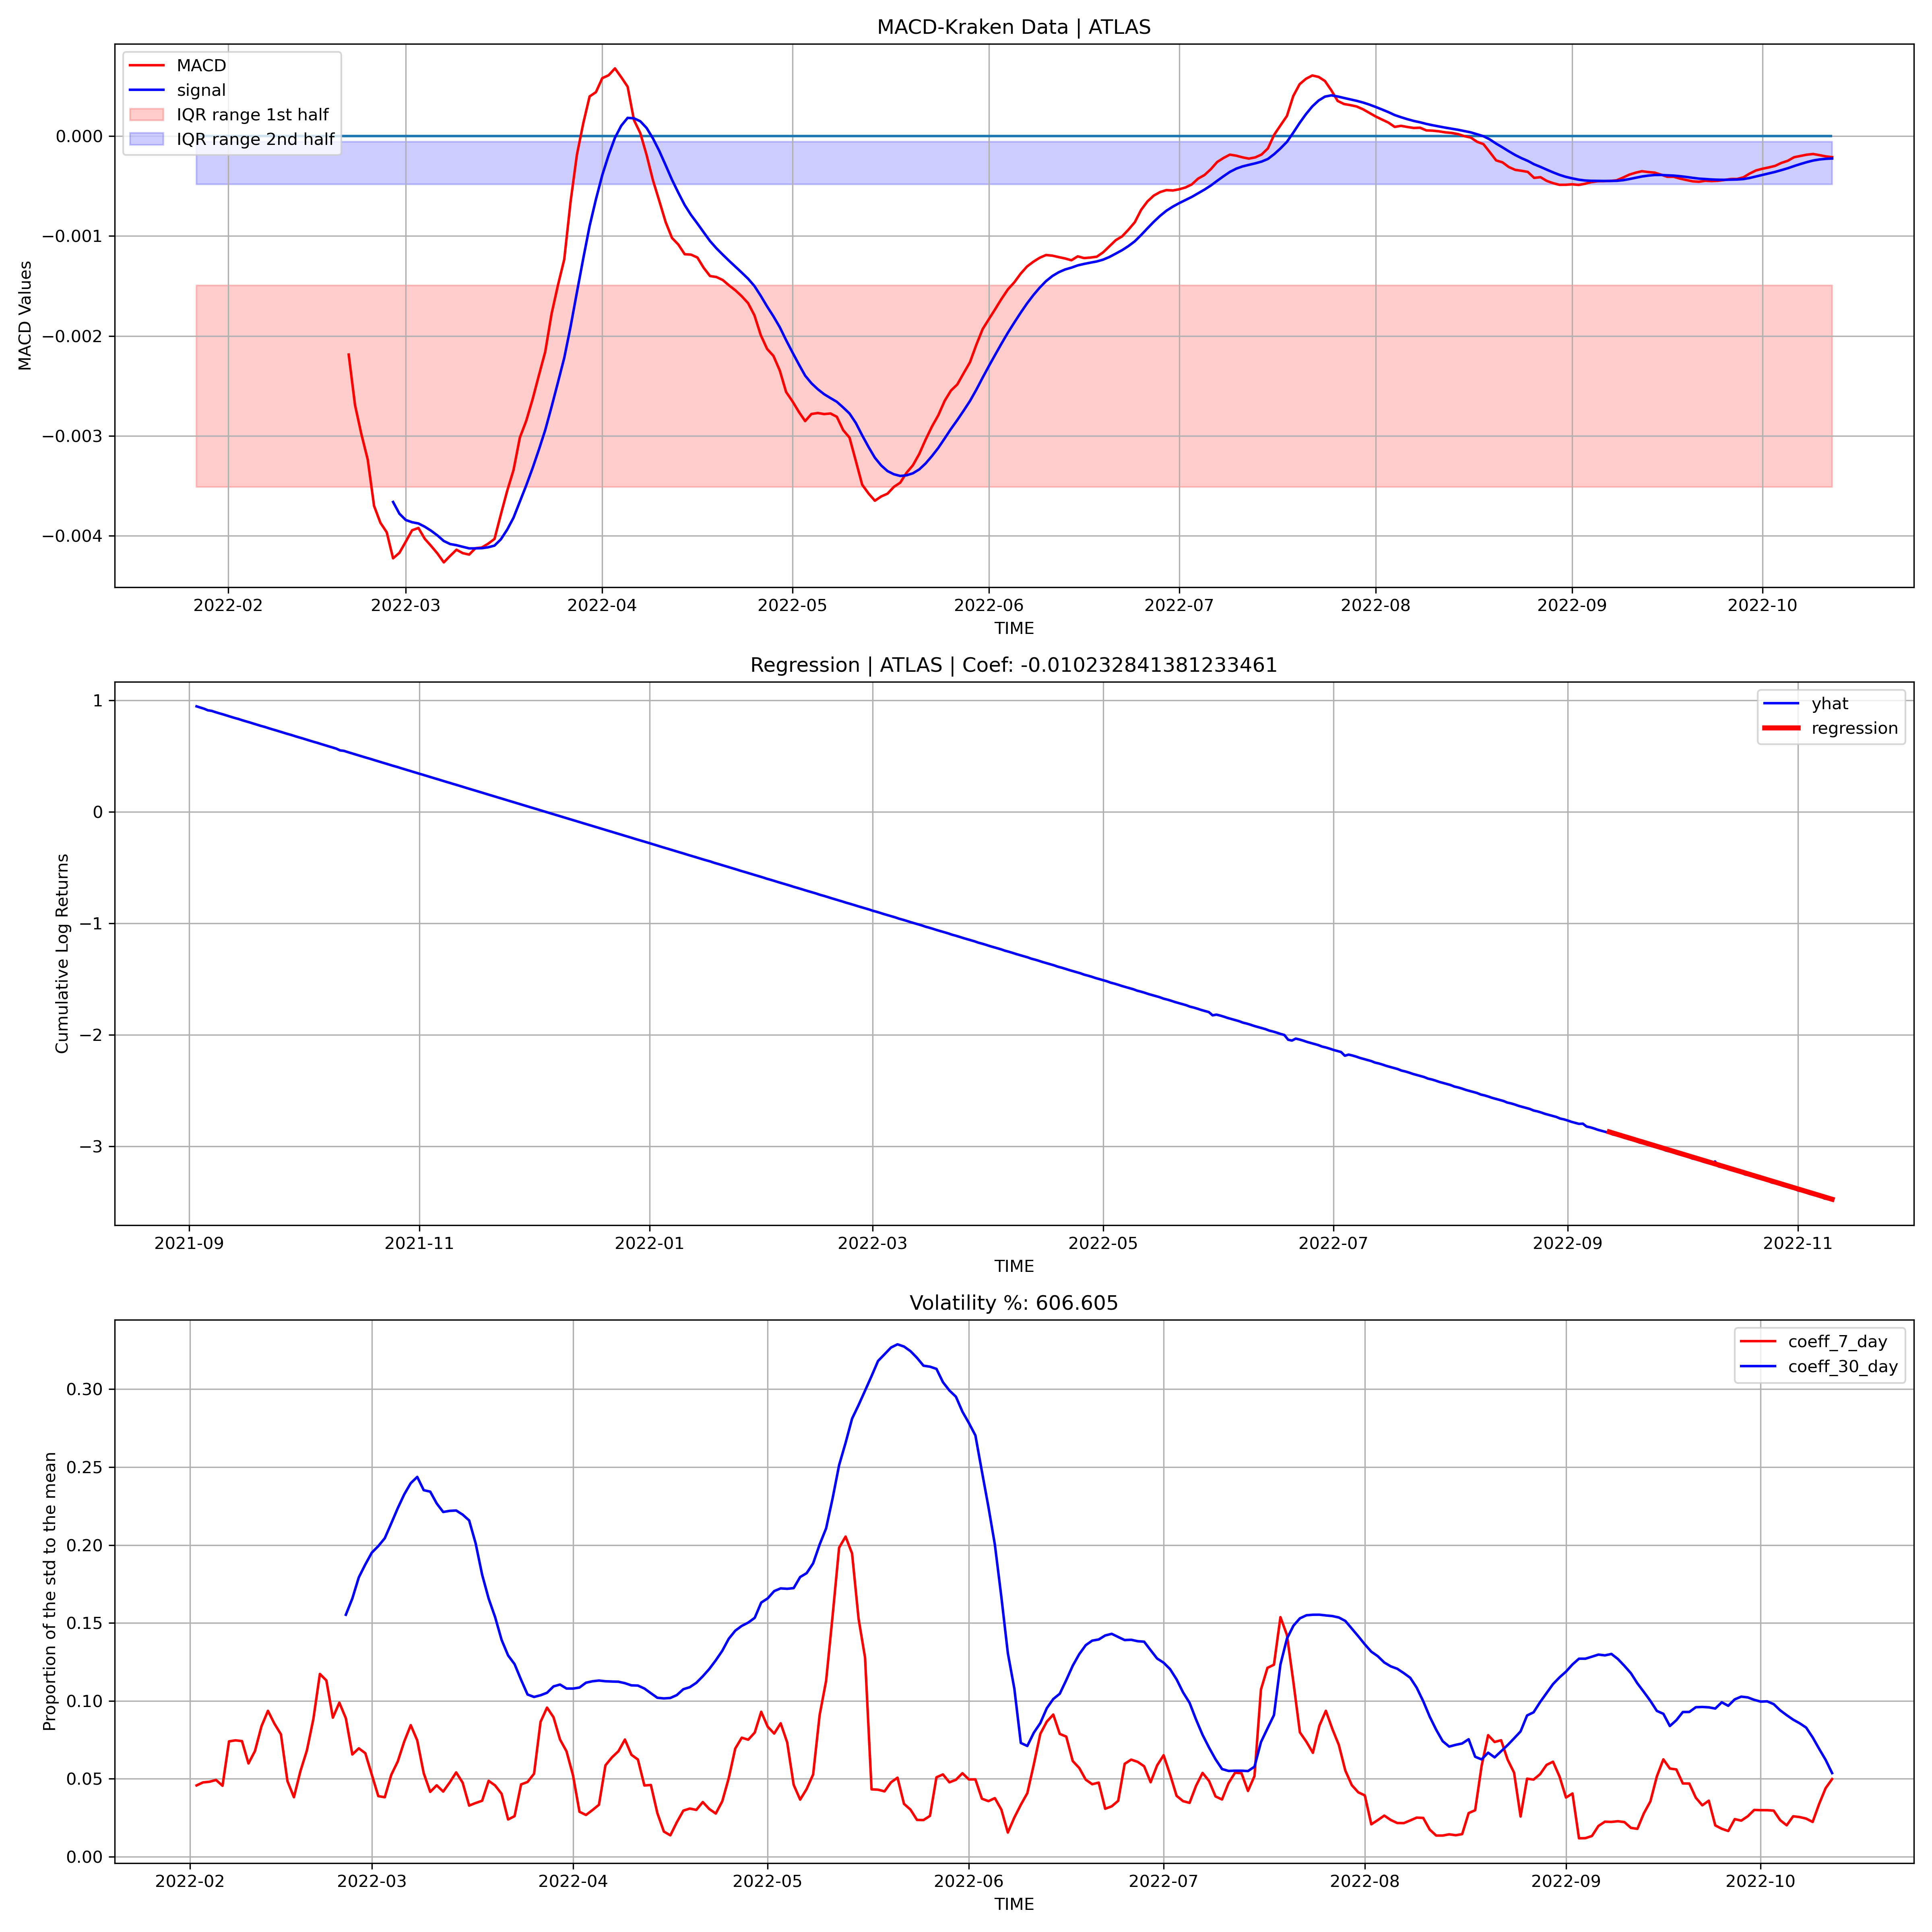 MACD-Kraken Data | ATLAS
MACD
signal
IQR range 1st half
IQR range 2nd half
MACD Values
0.000
−0.001
−0.002
−0.003
−0.004
2022-02 2022-03 2022-04 2022-05 2022-06 2022-07 2022-08 2022-09 2022-10
TIME
Regression | ATLAS | Coef: -0.010232841381233461
yhat
regression
Cumulative Log Returns
1
0
−1
−2
−3
2021-09 2021-11 2022-01 2022-03 2022-05 2022-07 2022-09 2022-11
TIME
Volatility %: 606.605
coeff_7_day
coeff_30_day
Proportion of the std to the mean
0.30
0.25
0.20
0.15
0.10
0.05
0.00
2022-02 2022-03 2022-04 2022-05 2022-06 2022-07 2022-08 2022-09 2022-10
TIME